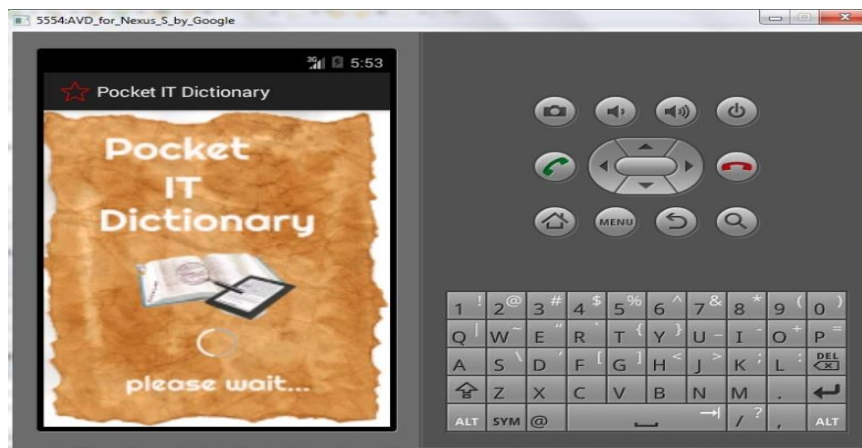 5554:AVD_for_Nexus_S_by_Google
3G 5:53
Pocket IT Dictionary
Pocket
IT
Dictionary
please wait...
MENU
1 ! 2 @ 3 # 4 $ 5 % 6 ^ 7 & 8 * 9 ( 0 )
Q | W ~ E " R ` T { Y } U _ I - O + P =
A S \ D ´ F [ G ] H < J > K ; L : DEL
Z X C V B N M .
ALT SYM @ / ? , ALT